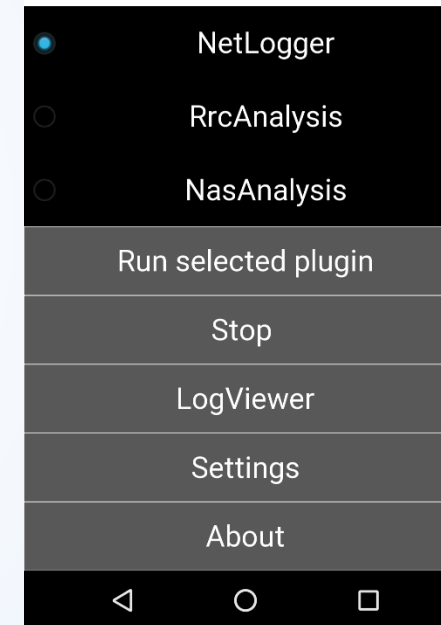 NetLogger
RrcAnalysis
NasAnalysis
Run selected plugin
Stop
LogViewer
Settings
About